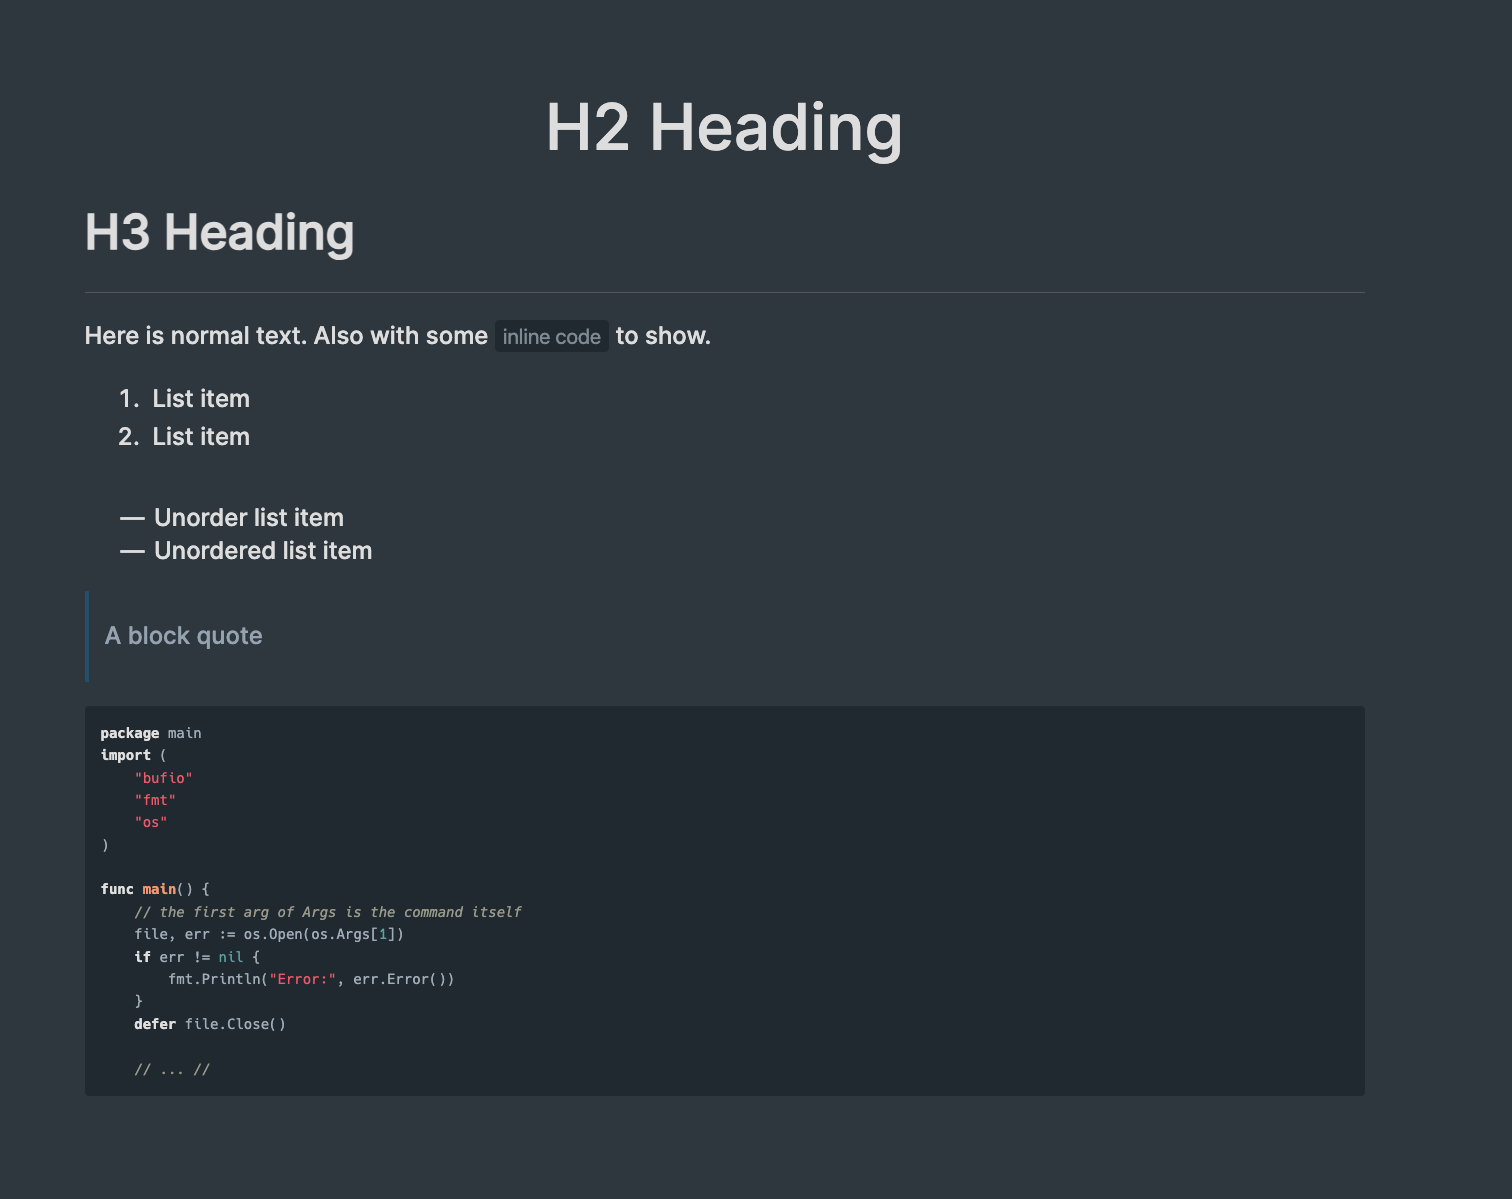 H2 Heading
H3 Heading
Here is normal text. Also with some inline code to show.
1. List item
2. List item
— Unorder list item
— Unordered list item
A block quote
package main
import (
    "bufio"
    "fmt"
    "os"
)
func main() {
    // the first arg of Args is the command itself
    file, err := os.Open(os.Args[1])
    if err != nil {
        fmt.Println("Error:", err.Error())
    }
    defer file.Close()
    // ... //